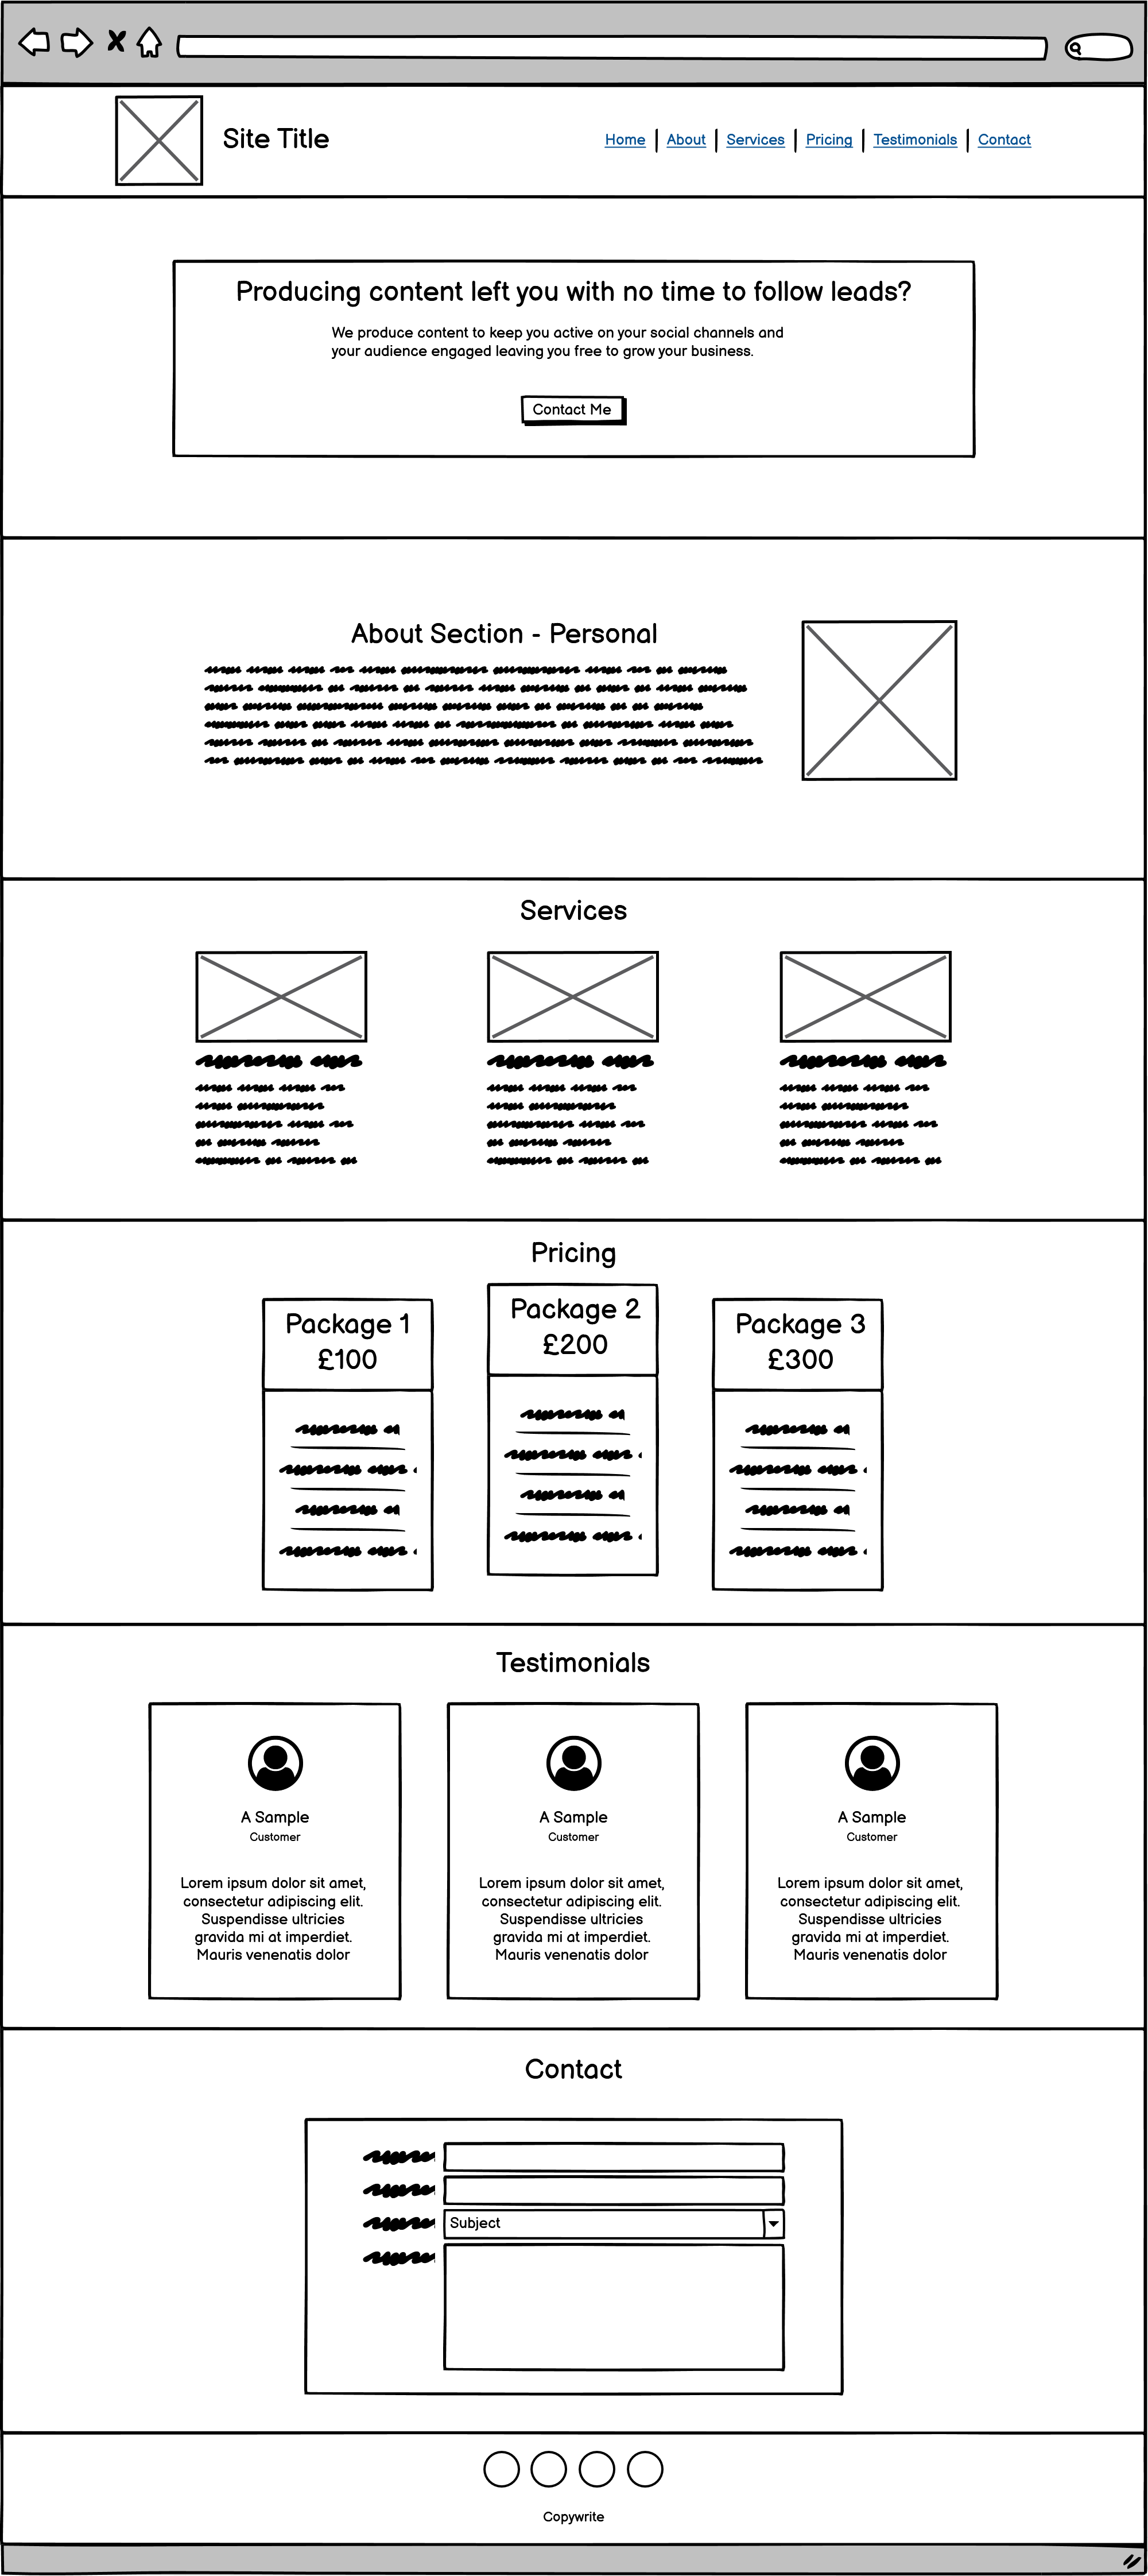 Site Title
Home About Services Pricing Testimonials Contact
Producing content left you with no time to follow leads?
We produce content to keep you active on your social channels and
your audience engaged leaving you free to grow your business.
Contact Me
About Section - Personal
Services
Pricing
Package 1
£100
Package 2
£200
Package 3
£300
Testimonials
A Sample
Customer
Lorem ipsum dolor sit amet,
consectetur adipiscing elit.
Suspendisse ultricies
gravida mi at imperdiet.
Mauris venenatis dolor
A Sample
Customer
Lorem ipsum dolor sit amet,
consectetur adipiscing elit.
Suspendisse ultricies
gravida mi at imperdiet.
Mauris venenatis dolor
A Sample
Customer
Lorem ipsum dolor sit amet,
consectetur adipiscing elit.
Suspendisse ultricies
gravida mi at imperdiet.
Mauris venenatis dolor
Contact
Subject
Copywrite